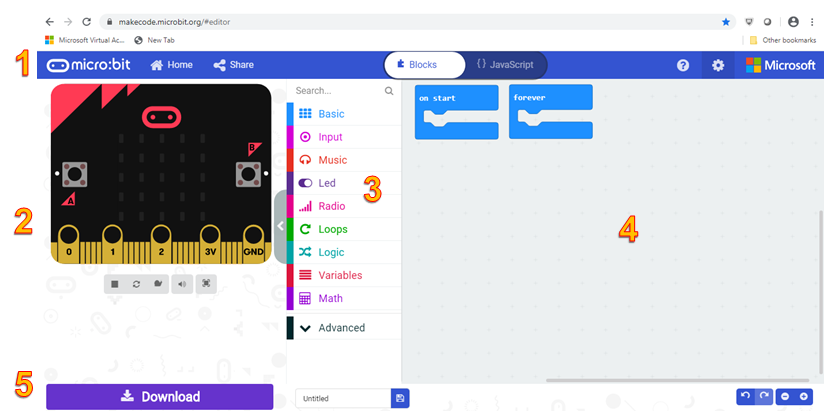 makecode.microbit.org/#editor
Microsoft Virtual Ac... New Tab Other bookmarks
1 micro:bit Home Share Blocks {} JavaScript ? Microsoft
Search...
on start forever
Basic
Input
Music
B
3 Led
A
Radio
2 4
Loops
0 1 2 3V GND
Logic
Variables
Math
Advanced
5 Download Untitled